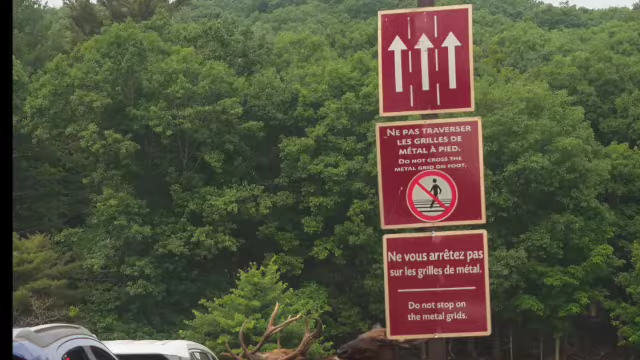 NE PAS TRAVERSER
LES GRILLES DE
MÉTAL À PIED.
DO NOT CROSS THE
METAL GRID ON FOOT.
Ne vous arrêtez pas
sur les grilles de métal.
Do not stop on
the metal grids.